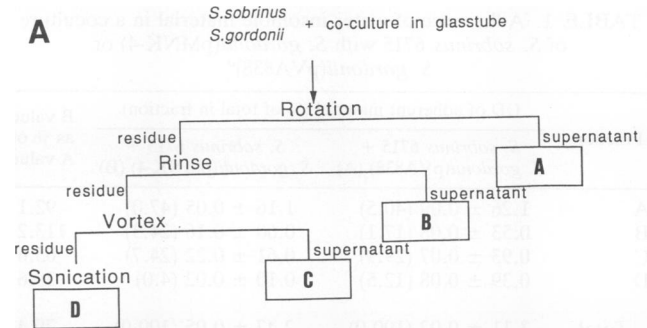 A
S.sobrinus
S.gordonii
co-culture in glasstube
Rotation
residue
supernatant
A
Rinse
residue
supernatant
B
Vortex
residue
supernatant
C
Sonication
D